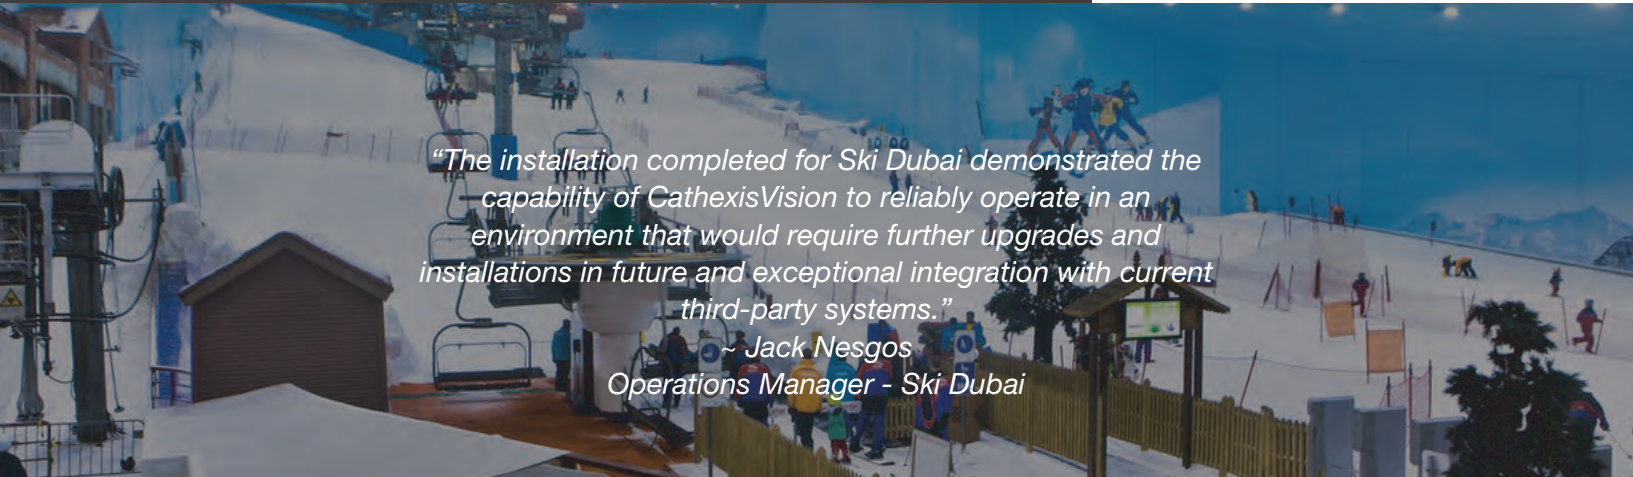 “The installation completed for Ski Dubai demonstrated the
capability of CathexisVision to reliably operate in an
environment that would require further upgrades and
installations in future and exceptional integration with current
third-party systems.”
~ Jack Nesgos
Operations Manager - Ski Dubai